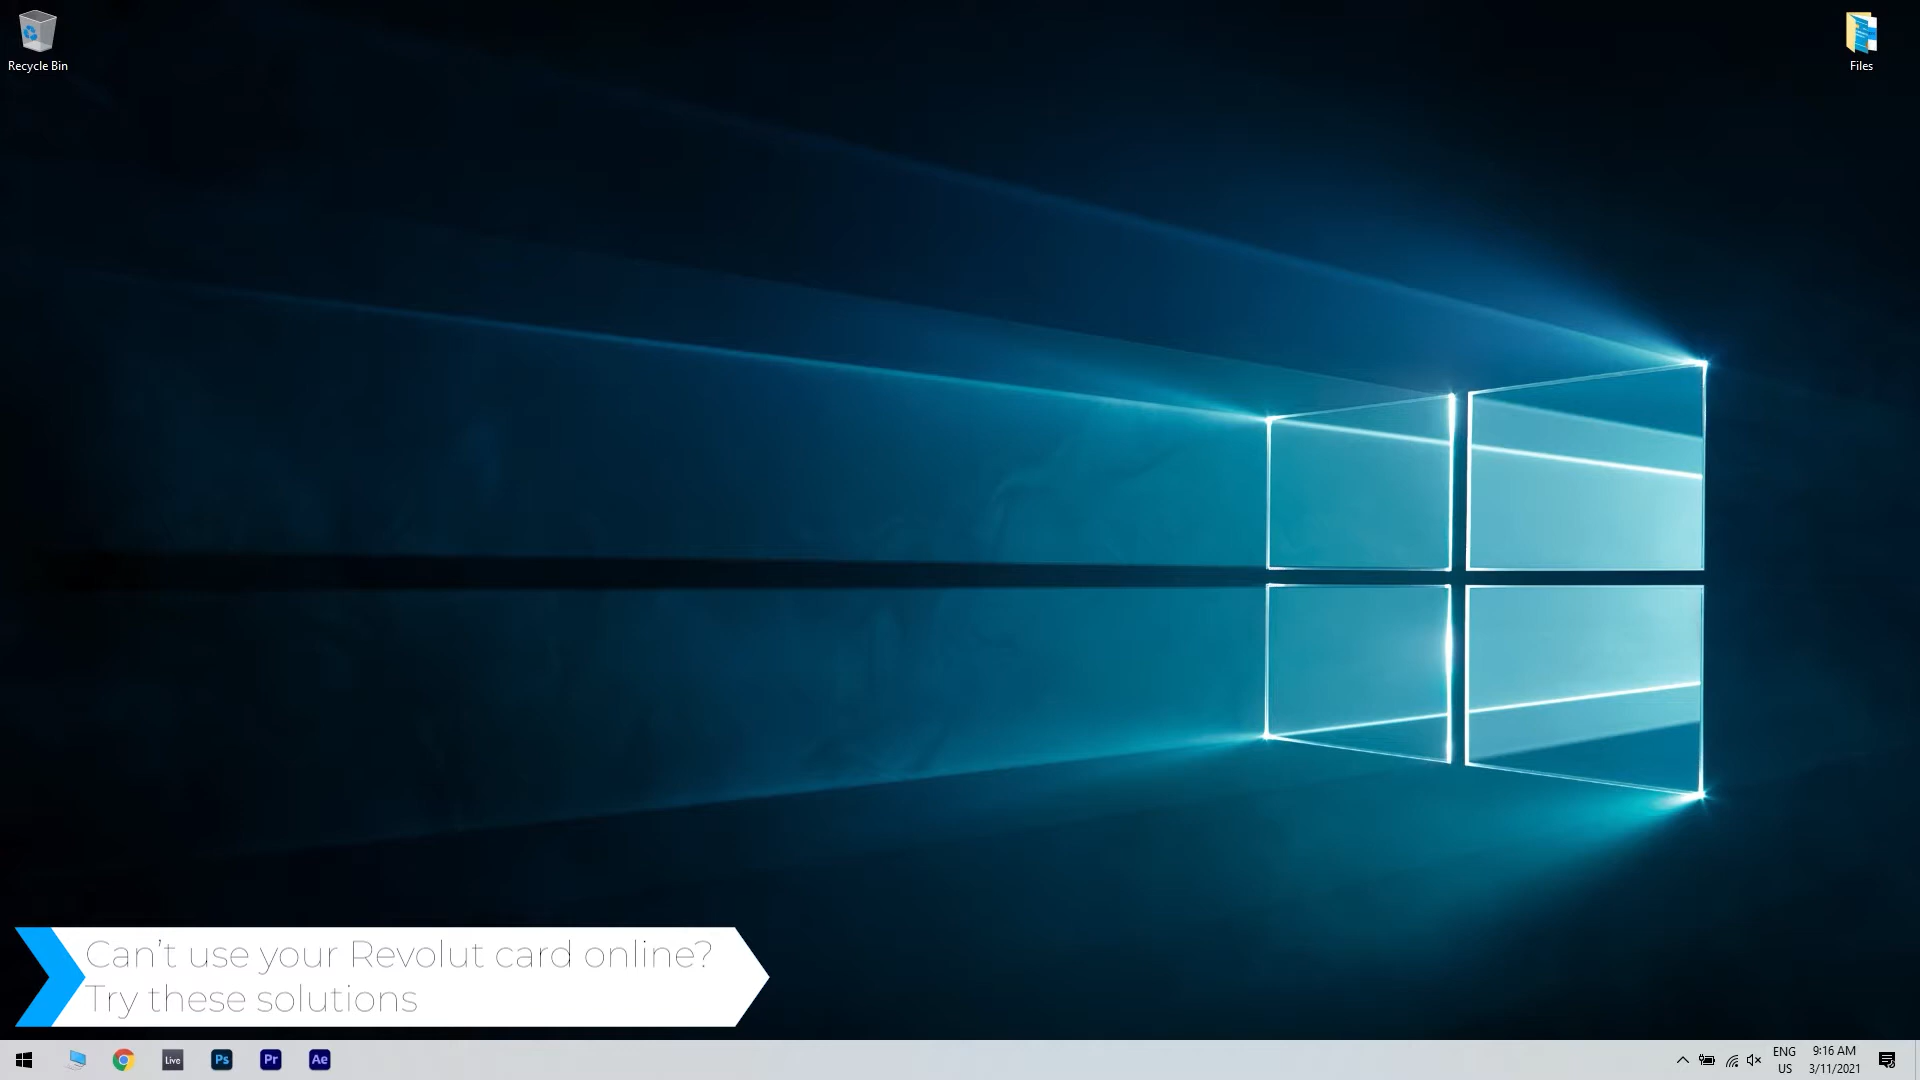 Recycle Bin
Files
Can't use your Revolut card online?
Try these solutions
Live
Ps
Pr
Ae
ENG
US
9:16 AM
3/11/2021